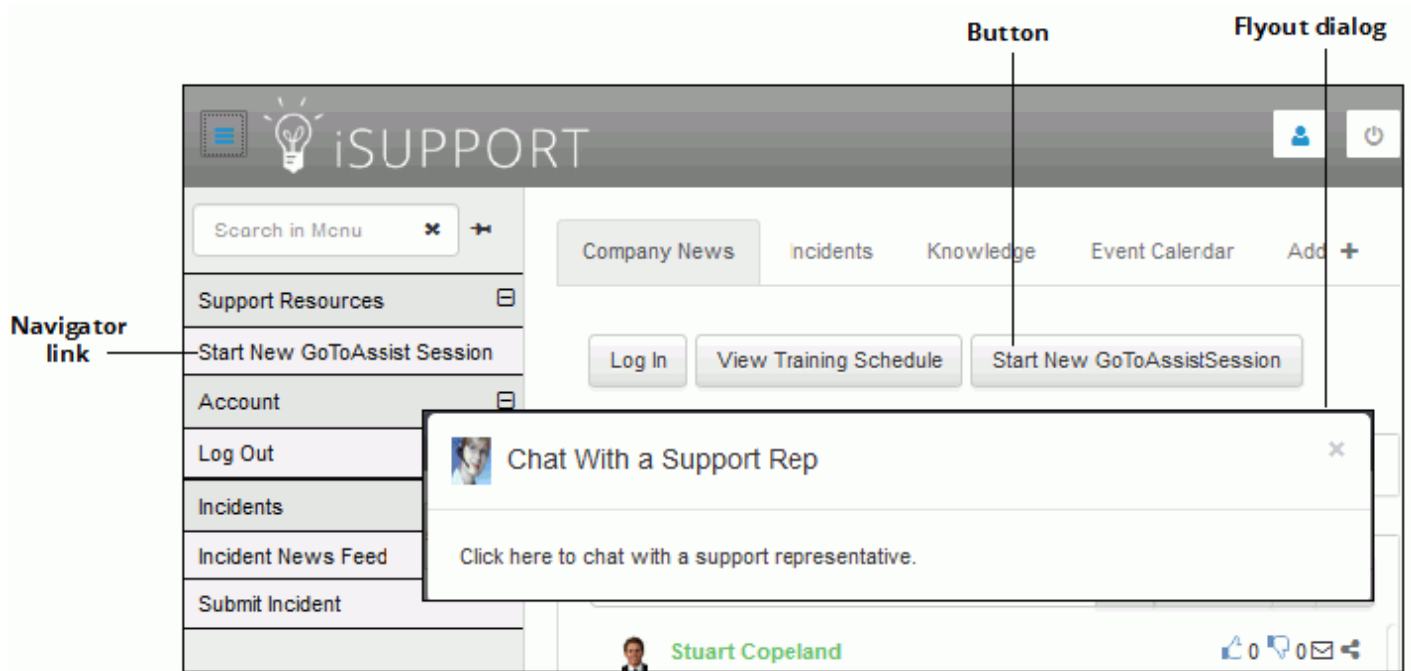 Button
Flyout dialog
iSUPPORT
Search in Menu
Company News
Incidents
Knowledge
Event Calendar
Add +
Support Resources
Navigator
link
Start New GoToAssist Session
Log In
View Training Schedule
Start New GoToAssistSession
Account
Log Out
Chat With a Support Rep
Incidents
Incident News Feed
Click here to chat with a support representative.
Submit Incident
Stuart Copeland
0
0